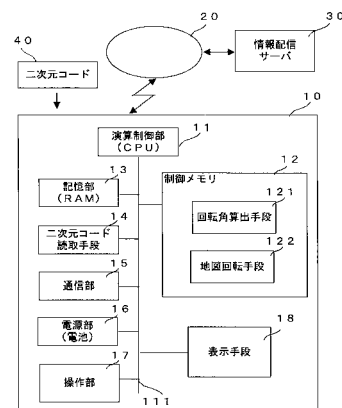 ４０
二次元コード
２０
３０
情報配信
サーバ
１０
１１
演算制御部
（ＣＰＵ）
１３
記憶部
（ＲＡＭ）
１４
二次元コード
読取手段
１５
通信部
１６
電源部
（電池）
１７
操作部
１１１
１２
制御メモリ
１２１
回転角算出手段
１２２
地図回転手段
１８
表示手段